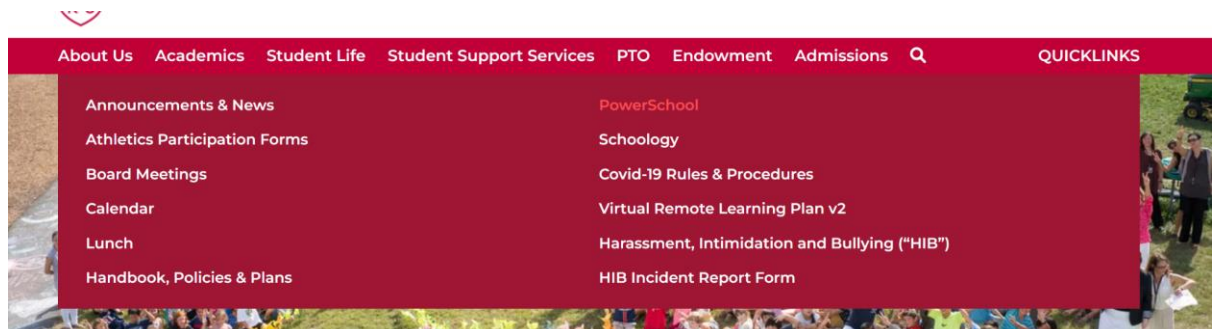 About Us Academics Student Life Student Support Services PTO Endowment Admissions QUICKLINKS
Announcements & News
Athletics Participation Forms
Board Meetings
Calendar
Lunch
Handbook, Policies & Plans
PowerSchool
Schoology
Covid-19 Rules & Procedures
Virtual Remote Learning Plan v2
Harassment, Intimidation and Bullying (“HIB”)
HIB Incident Report Form